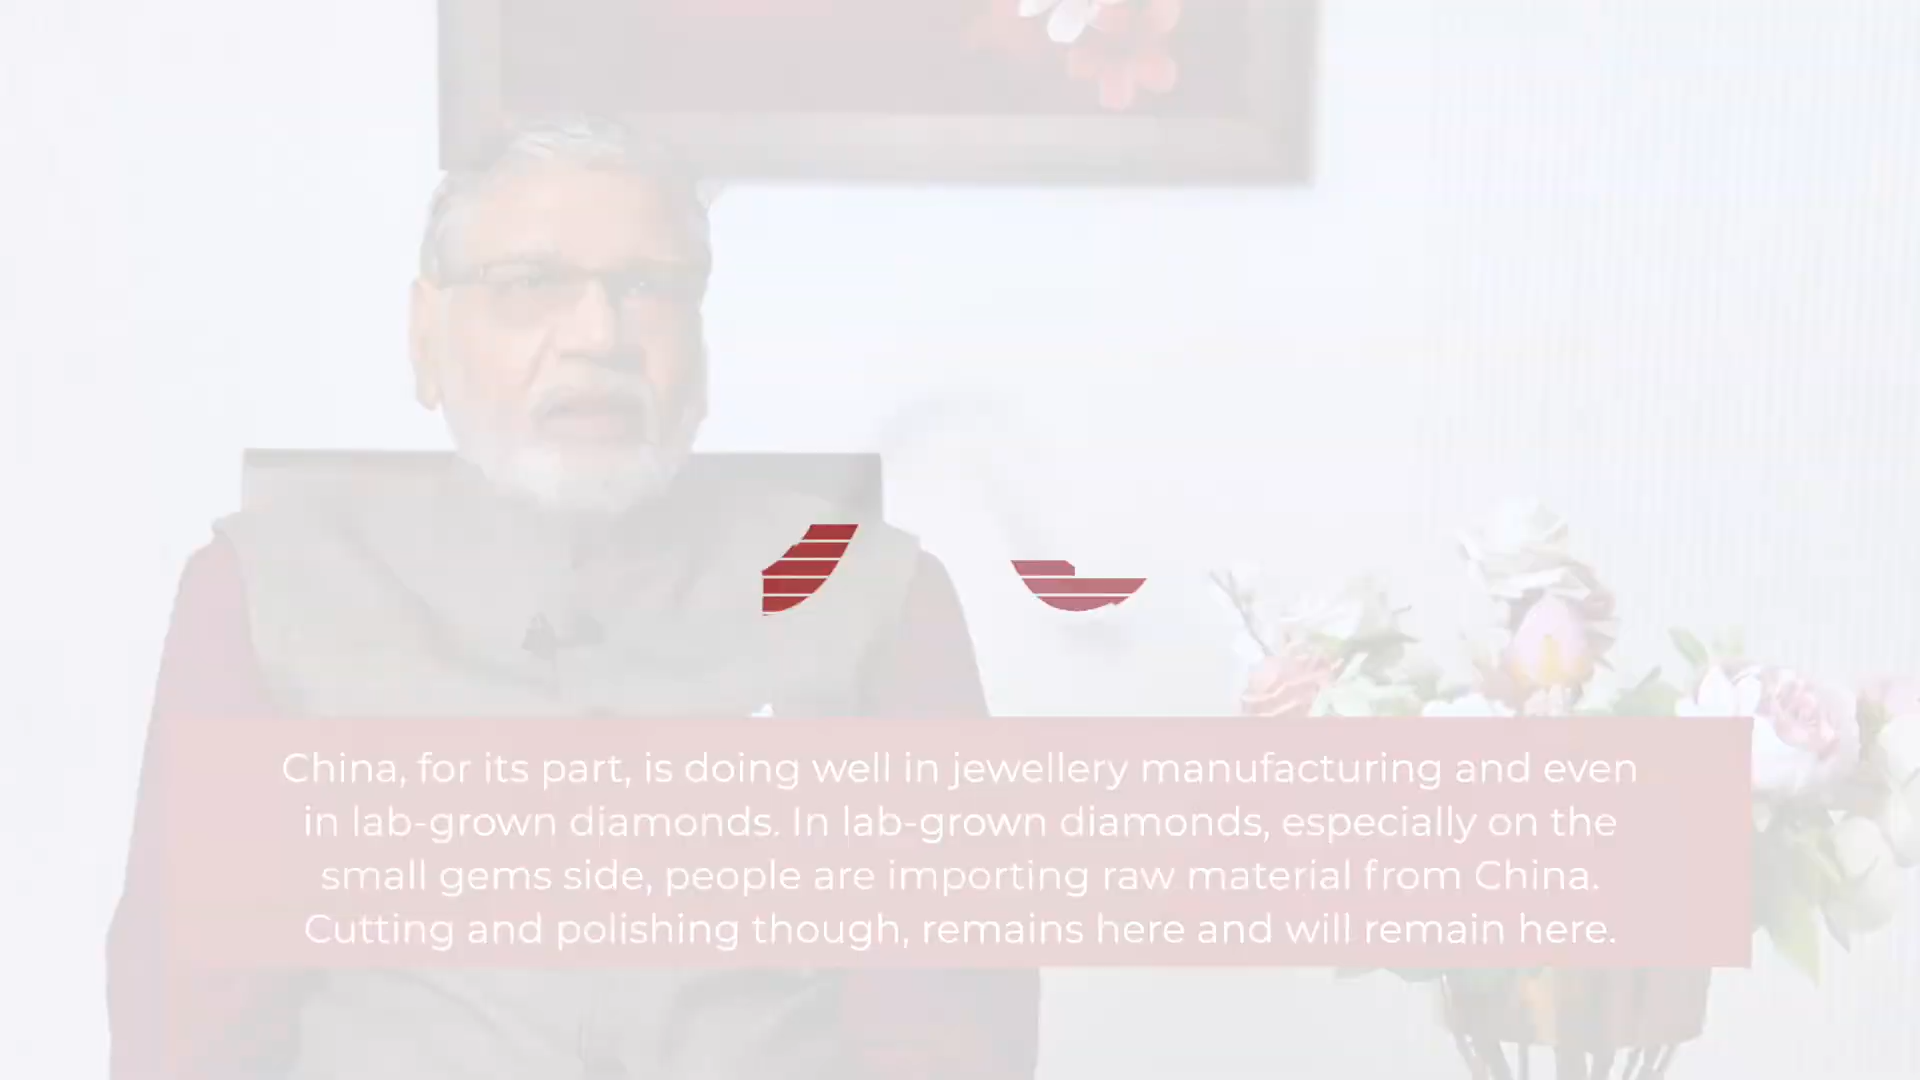 China, for its part, is doing well in jewellery manufacturing and even
in lab-grown diamonds. In lab-grown diamonds, especially on the
small gems side, people are importing raw material from China.
Cutting and polishing though, remains here and will remain here.